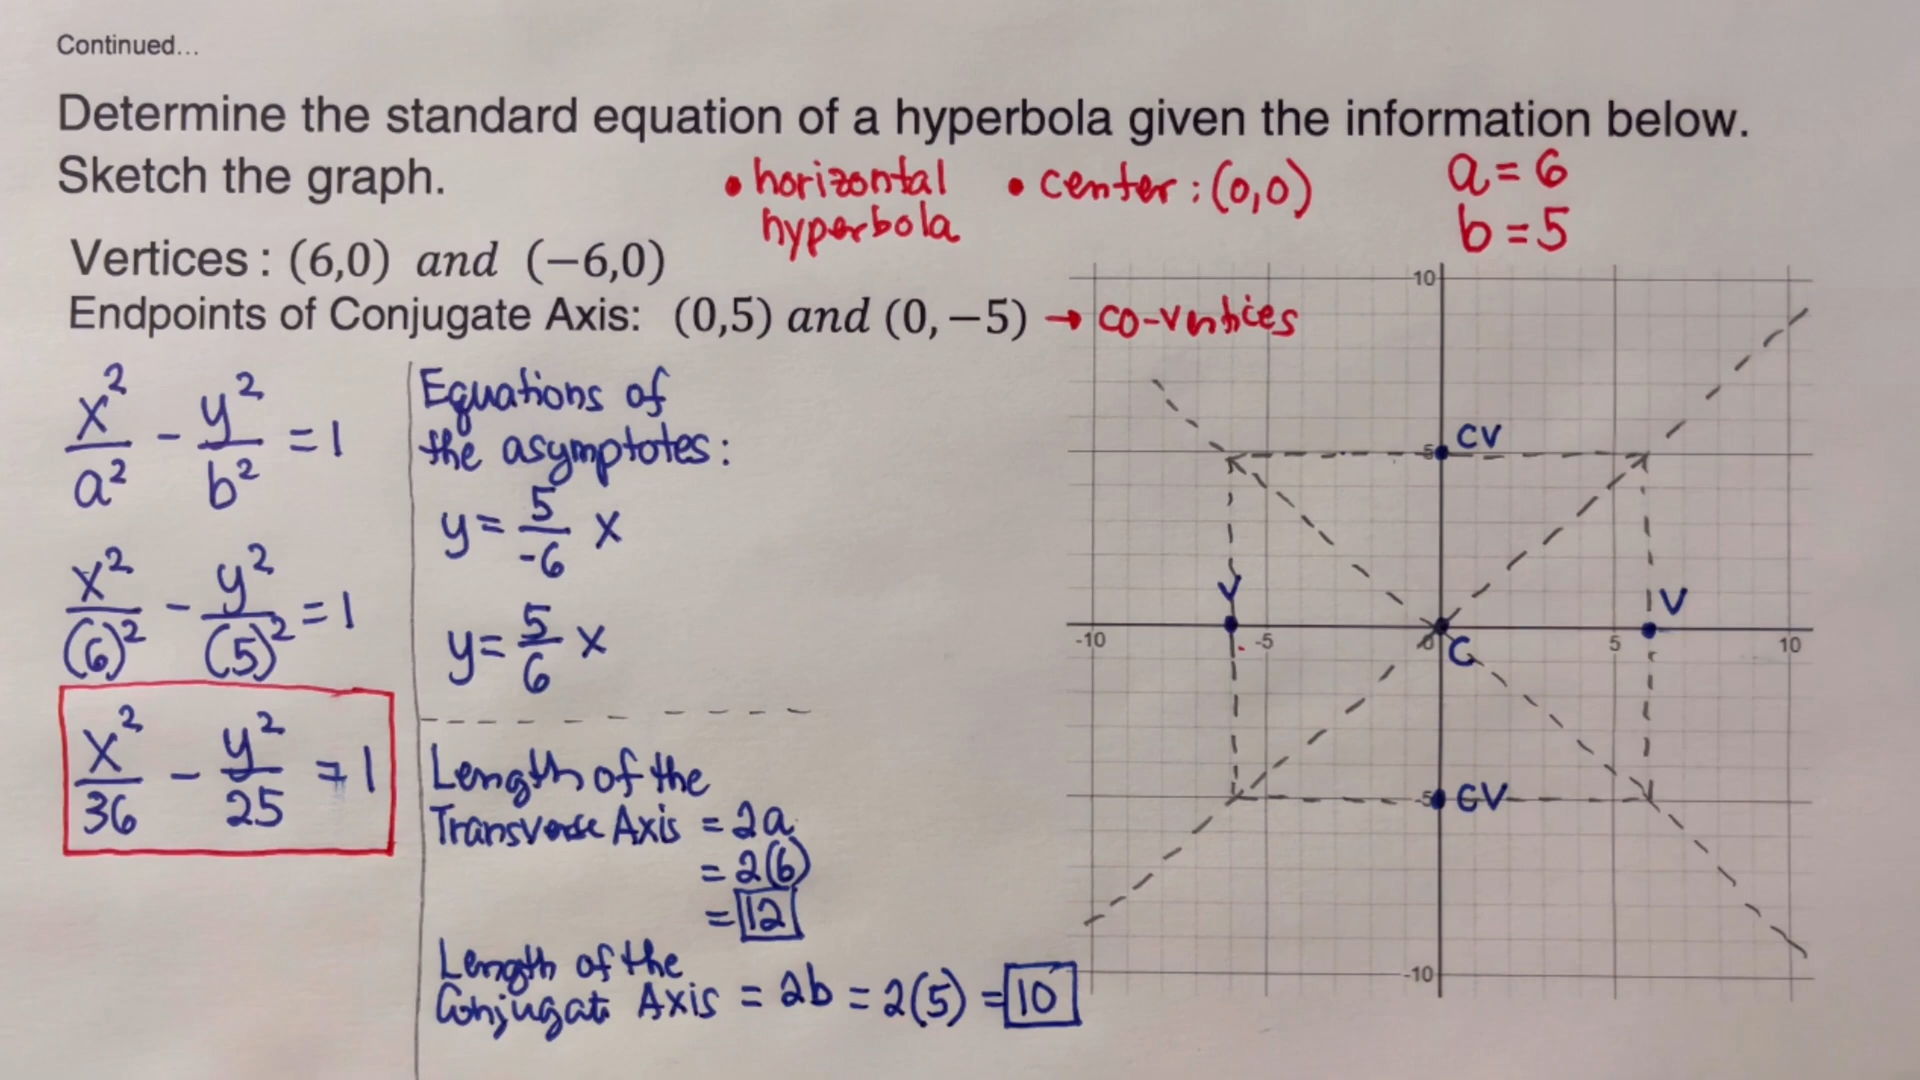 Continued...
Determine the standard equation of a hyperbola given the information below.
Sketch the graph.
• horizontal
hyperbola
• center : (0,0)
a = 6
b = 5
Vertices : (6,0) and (−6,0)
Endpoints of Conjugate Axis: (0,5) and (0, −5) → co-vertices
x²/a² - y²/b² = 1
x²/(6)² - y²/(5)² = 1
x²/36 - y²/25 = 1
Equations of
the asymptotes :
y = 5/-6 x
y = 5/6 x
Length of the
Transverse Axis = 2a
= 2(6)
= 12
Length of the
Conjugate Axis = 2b = 2(5) = 10
10
5 CV
V
V
-10 -5 0 5 10
C
-5 CV
-10